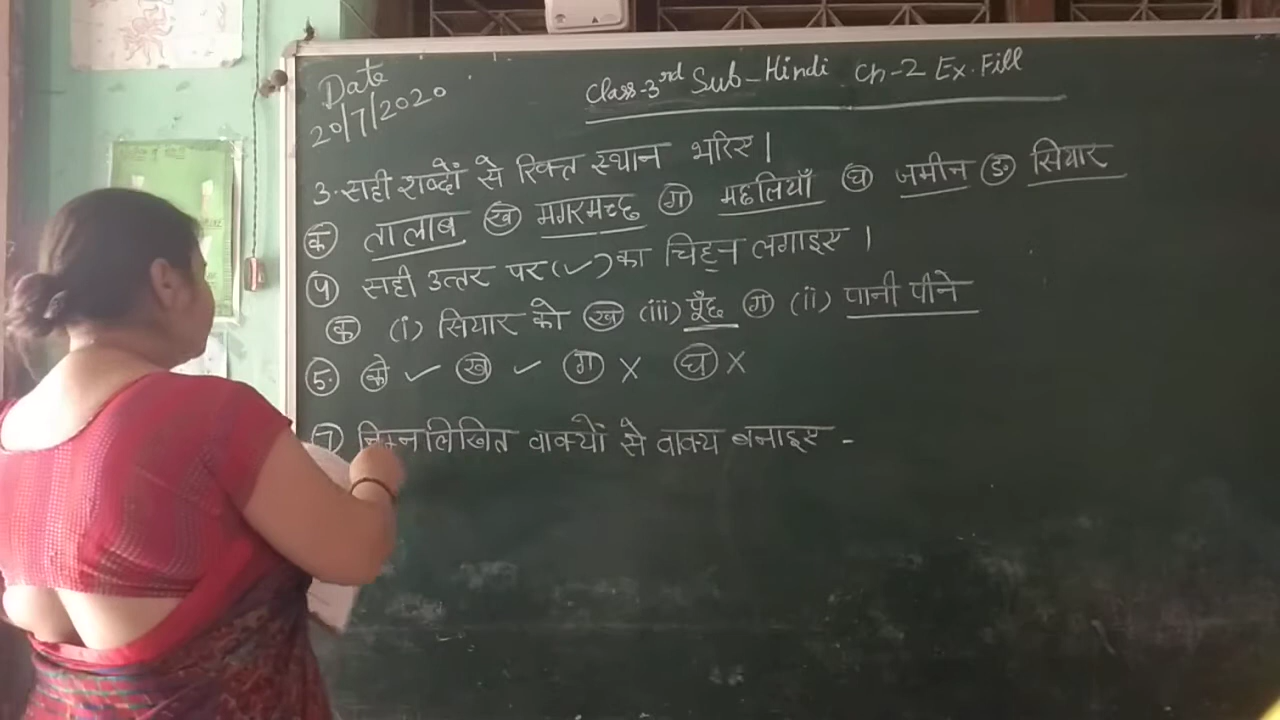 Date
20/7/2020
Class-3rd Sub-Hindi Ch-2 Ex. Fill
3. सही शब्दों से रिक्त स्थान भरिए।
क तालाब ख मगरमच्छ ग मछलियाँ घ जमीन ङ सियार
4 सही उत्तर पर (✓) का चिह्न लगाइए।
क (i) सियार को ख (iii) पूँछ ग (ii) पानी पीने
5. क ✓ ख ✓ ग × घ ×
7 निम्नलिखित वाक्यों से वाक्य बनाइए -